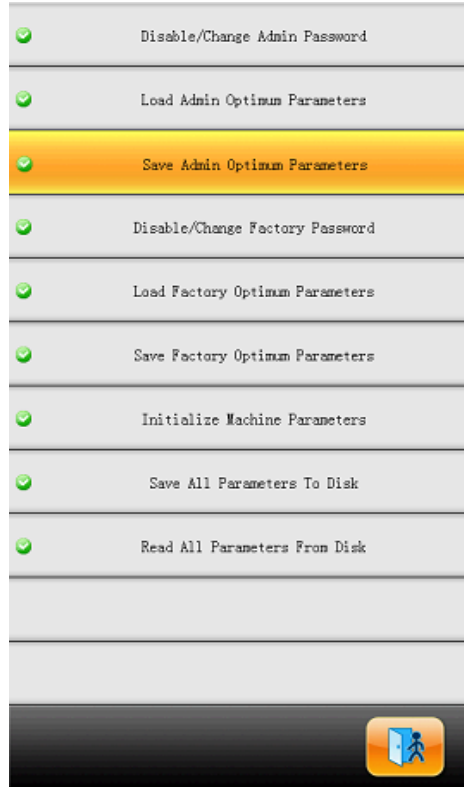 Disable/Change Admin Password
Load Admin Optimum Parameters
Save Admin Optimum Parameters
Disable/Change Factory Password
Load Factory Optimum Parameters
Save Factory Optimum Parameters
Initialize Machine Parameters
Save All Parameters To Disk
Read All Parameters From Disk